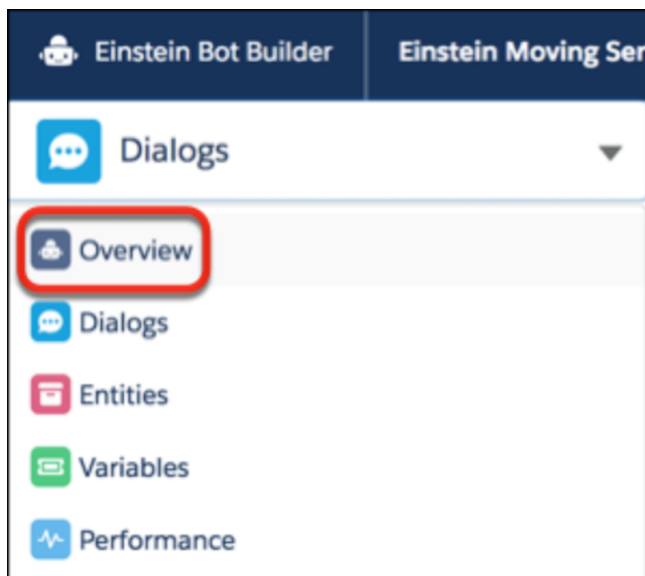 Einstein Bot Builder Einstein Moving Ser
Dialogs
Overview
Dialogs
Entities
Variables
Performance